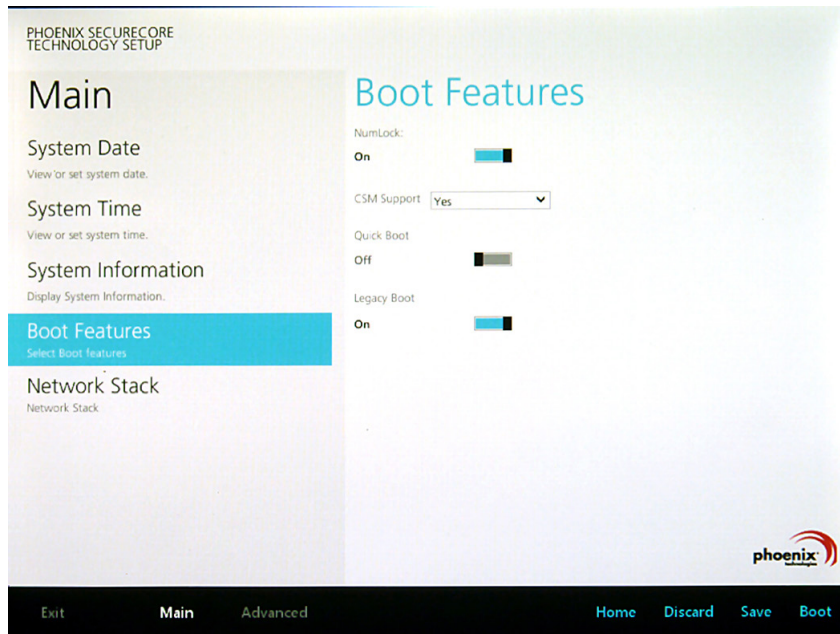 PHOENIX SECURECORE
TECHNOLOGY SETUP
Main
System Date
View or set system date.
System Time
View or set system time.
System Information
Display System Information.
Boot Features
Select Boot features
Network Stack
Network Stack
Boot Features
NumLock:
On
CSM Support Yes
Quick Boot
Off
Legacy Boot
On
phoenix
technologies
Exit Main Advanced Home Discard Save Boot